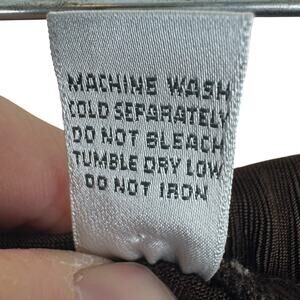 MACHINE WASH
COLD SEPARATELY
DO NOT BLEACH
TUMBLE DRY LOW
DO NOT IRON